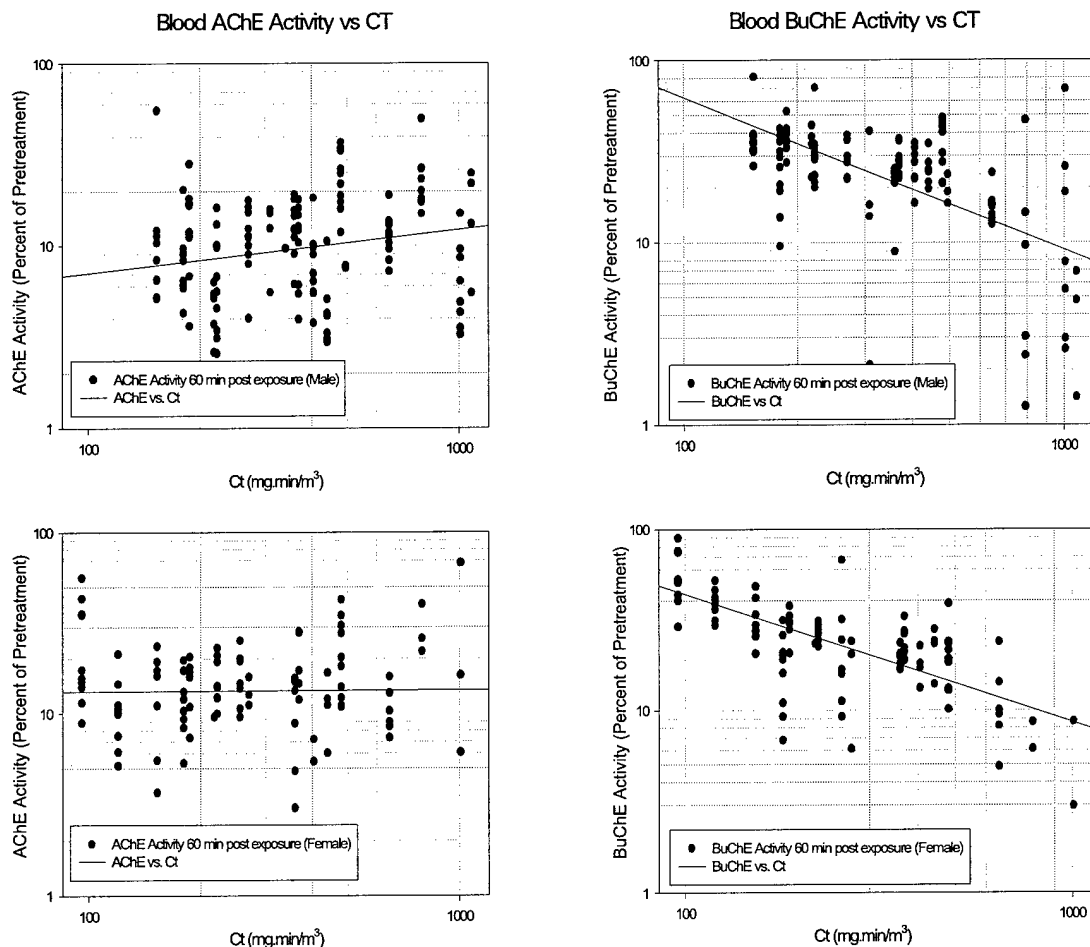 Blood AChE Activity vs CT
AChE Activity (Percent of Pretreatment)
100
10
1
AChE Activity 60 min post exposure (Male)
AChE vs. Ct
100
1000
Ct (mg.min/m³)
Blood BuChE Activity vs CT
BuChE Activity (Percent of Pretreatment)
100
10
1
BuChE Activity 60 min post exposure (Male)
BuChE vs Ct
100
1000
Ct (mg.min/m³)
AChE Activity (Percent of Pretreatment)
100
10
1
AChE Activity 60 min post exposure (Female)
AChE vs. Ct
100
1000
Ct (mg.min/m³)
BuChE Activity (Percent of Pretreatment)
100
10
1
BuChE Activity 60 min post exposure (Female)
BuChE vs. Ct
100
1000
Ct (mg.min/m³)